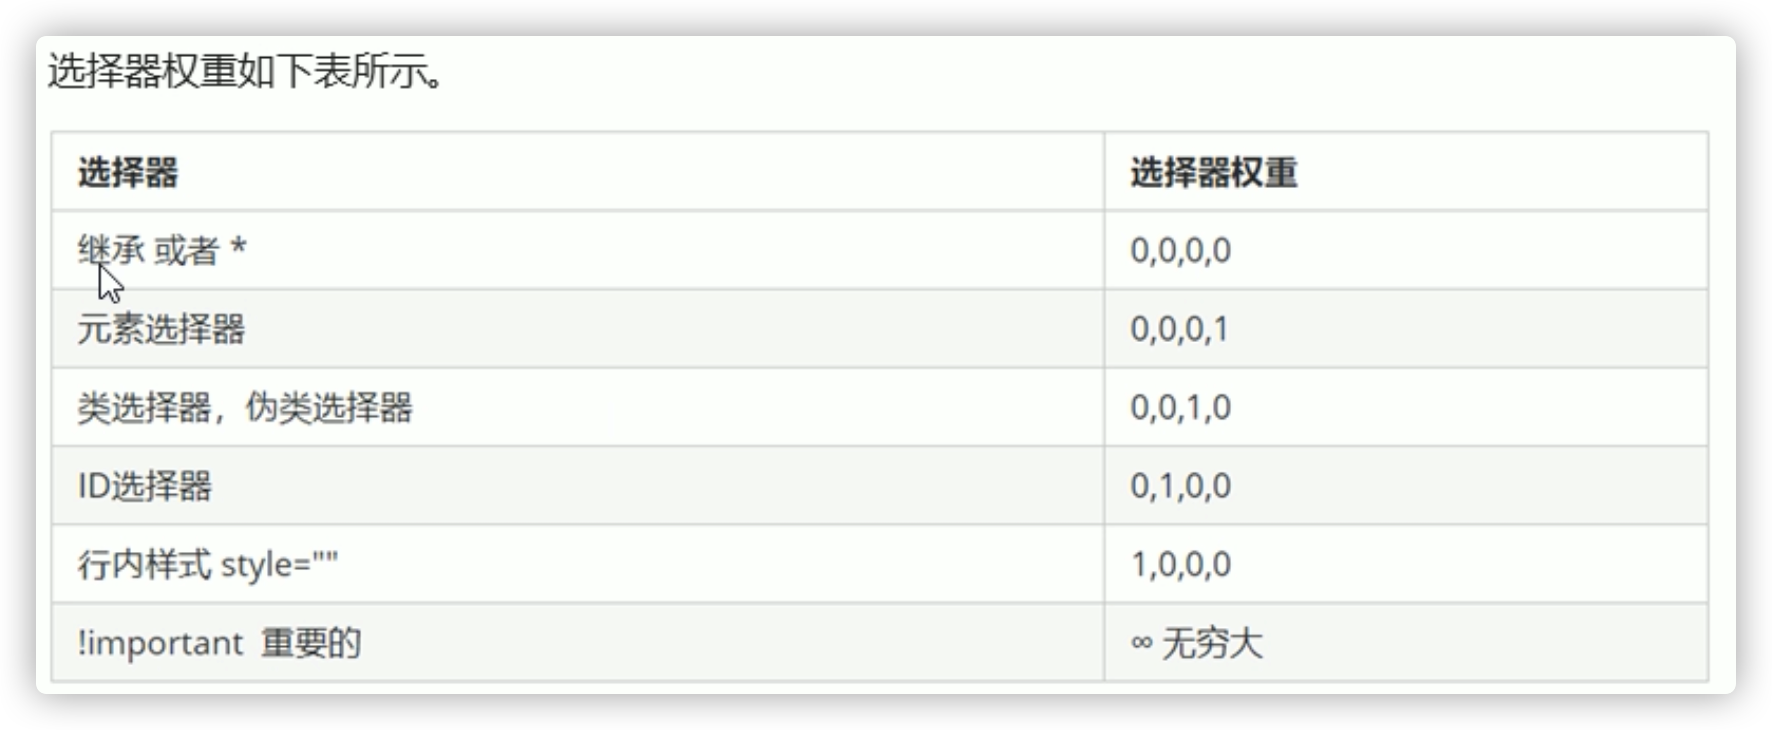 选择器权重如下表所示。
选择器 选择器权重
继承 或者 * 0,0,0,0
元素选择器 0,0,0,1
类选择器，伪类选择器 0,0,1,0
ID选择器 0,1,0,0
行内样式 style="" 1,0,0,0
!important 重要的 ∞ 无穷大